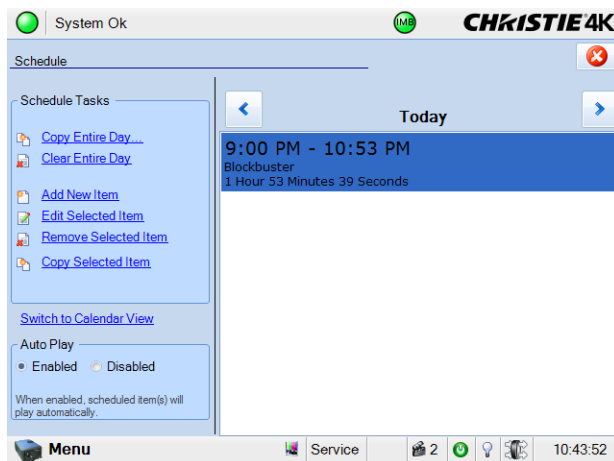 System Ok
IMB
CHRISTIE 4K
Schedule
Schedule Tasks
Copy Entire Day...
Clear Entire Day
Add New Item
Edit Selected Item
Remove Selected Item
Copy Selected Item
Switch to Calendar View
Auto Play
Enabled
Disabled
When enabled, scheduled item(s) will
play automatically.
Today
9:00 PM - 10:53 PM
Blockbuster
1 Hour 53 Minutes 39 Seconds
Menu
Service
2
10:43:52